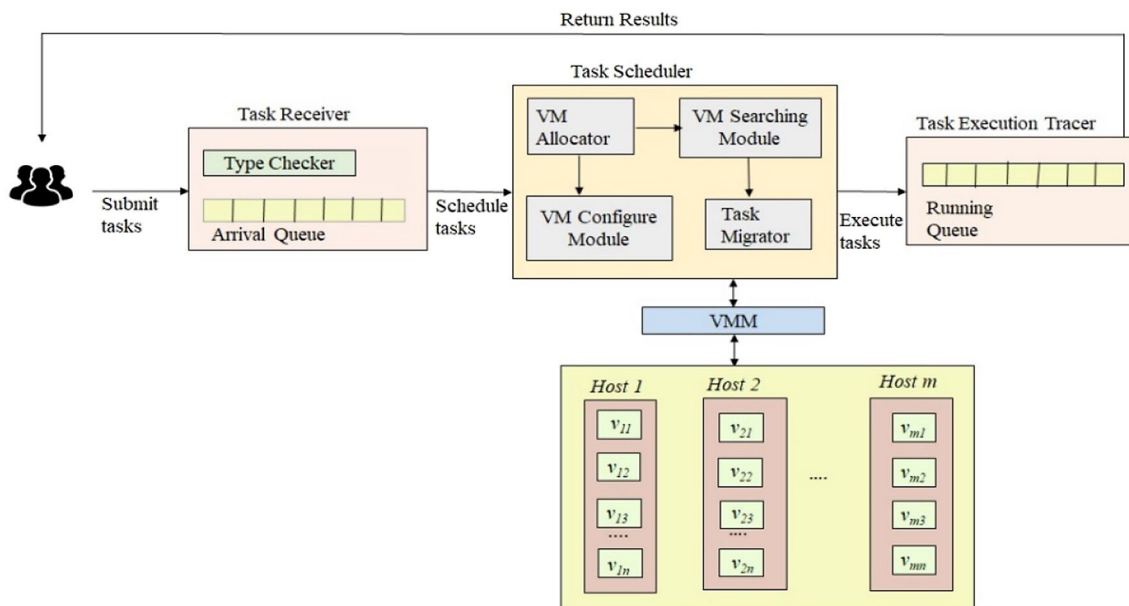 Return Results
Task Scheduler
Task Receiver
Task Execution Tracer
VM
Allocator
VM Searching
Module
Type Checker
Submit
tasks
Arrival Queue
Schedule
tasks
VM Configure
Module
Task
Migrator
Execute
tasks
Running
Queue
VMM
Host 1
Host 2
Host m
v11
v21
vm1
v12
v22
....
vm2
v13
v23
vm3
....
....
v1n
v2n
vmn